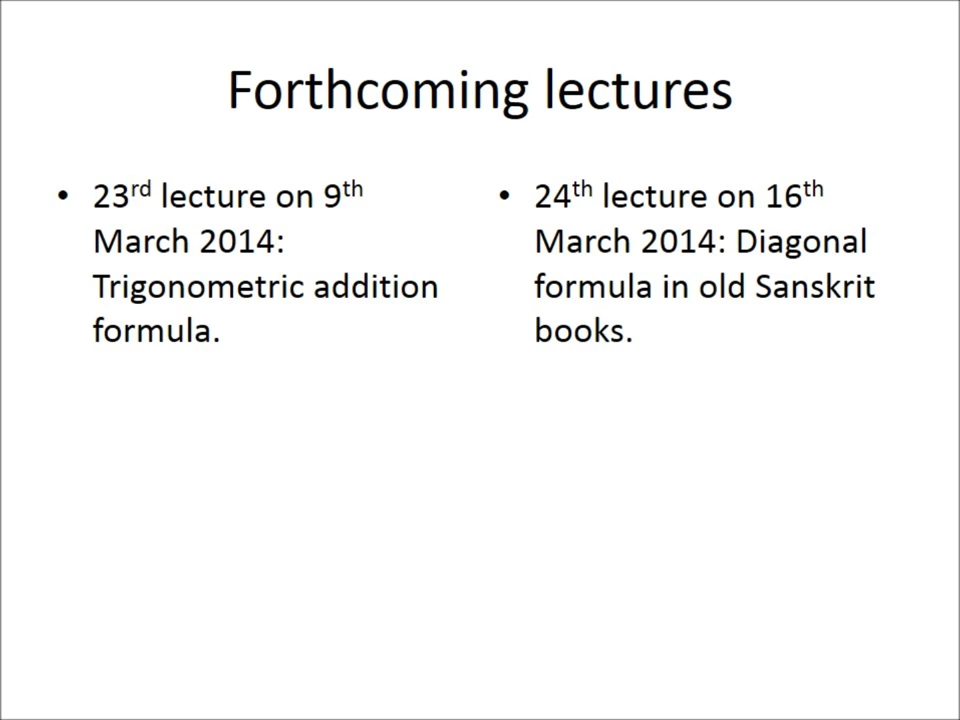 Forthcoming lectures
• 23rd lecture on 9th
March 2014:
Trigonometric addition
formula.
• 24th lecture on 16th
March 2014: Diagonal
formula in old Sanskrit
books.